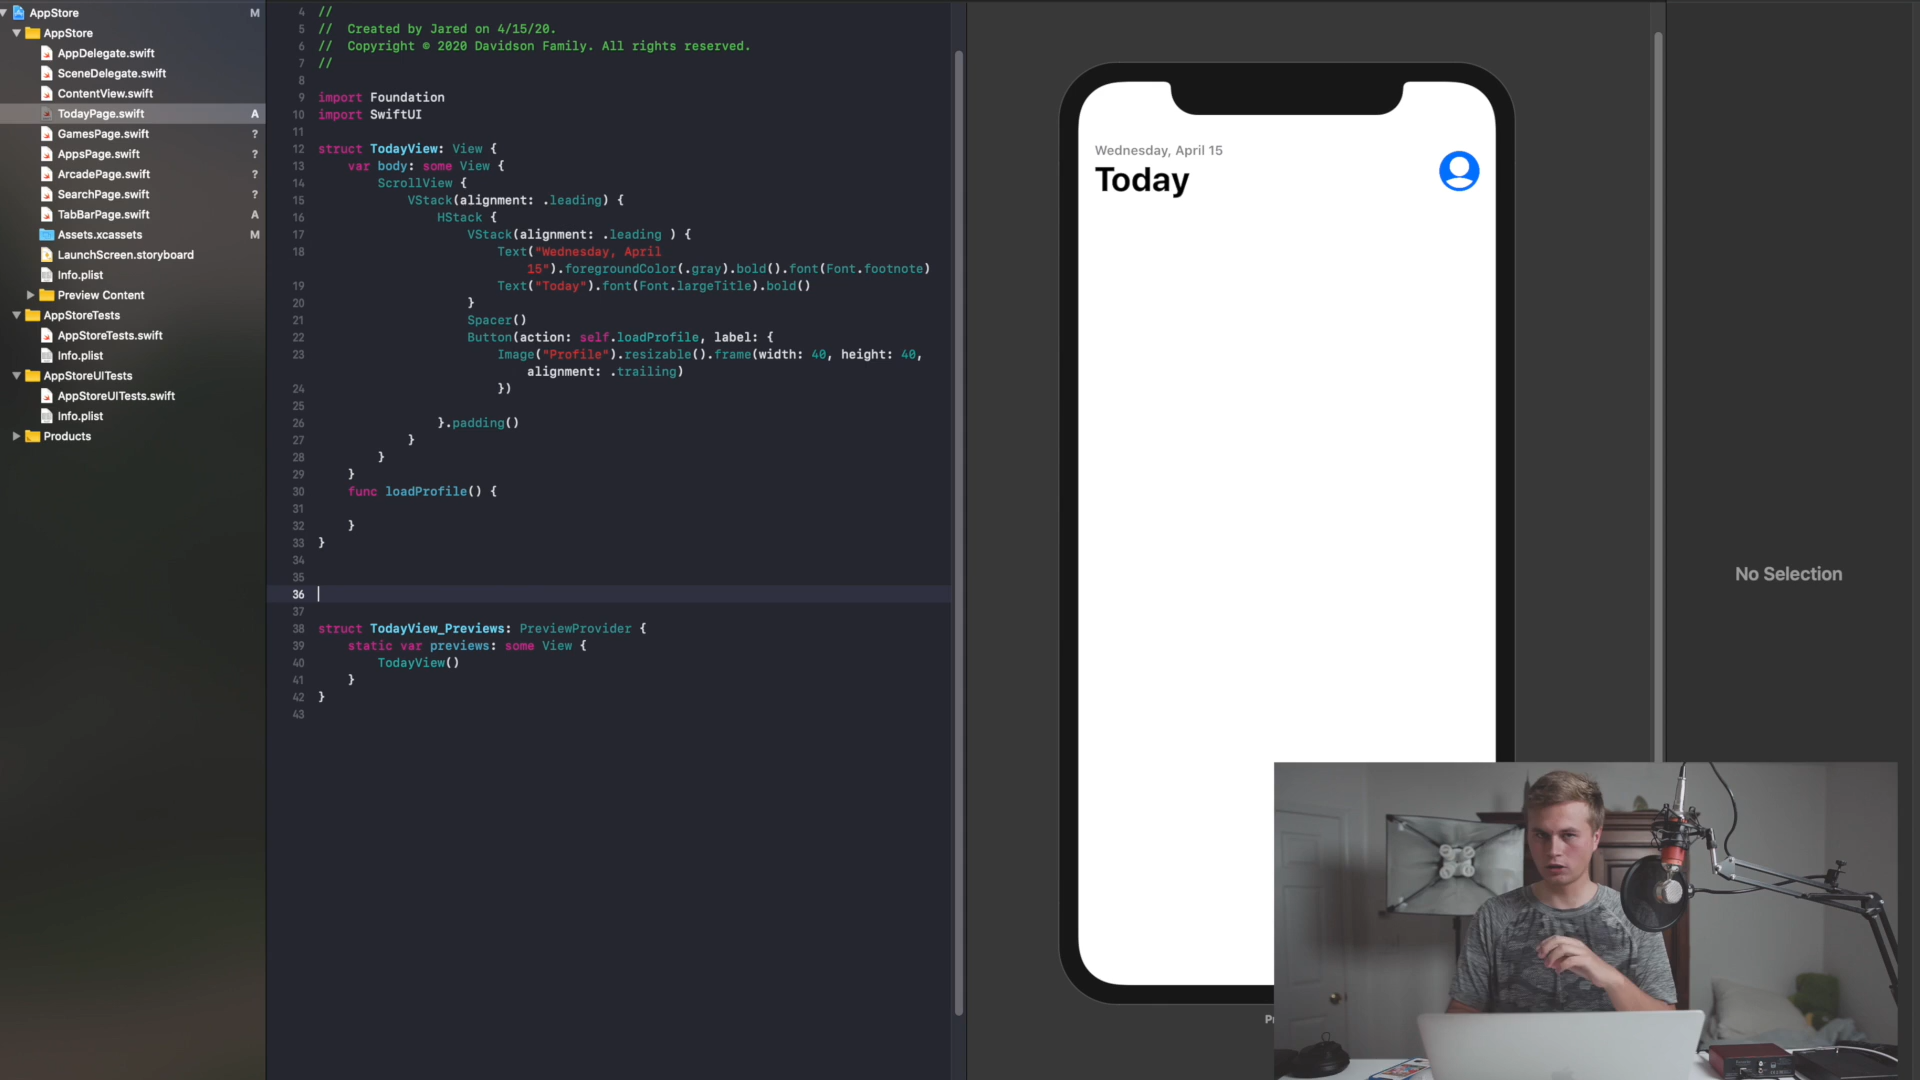 AppStore M
AppStore
AppDelegate.swift
SceneDelegate.swift
ContentView.swift
TodayPage.swift A
GamesPage.swift ?
AppsPage.swift ?
ArcadePage.swift ?
SearchPage.swift ?
TabBarPage.swift A
Assets.xcassets M
LaunchScreen.storyboard
Info.plist
Preview Content
AppStoreTests
AppStoreTests.swift
Info.plist
AppStoreUITests
AppStoreUITests.swift
Info.plist
Products
4 //
5 //  Created by Jared on 4/15/20.
6 //  Copyright © 2020 Davidson Family. All rights reserved.
7 //
8
9 import Foundation
10 import SwiftUI
11
12 struct TodayView: View {
13     var body: some View {
14         ScrollView {
15             VStack(alignment: .leading) {
16                 HStack {
17                     VStack(alignment: .leading ) {
18                         Text("Wednesday, April
15").foregroundColor(.gray).bold().font(Font.footnote)
19                         Text("Today").font(Font.largeTitle).bold()
20                     }
21                     Spacer()
22                     Button(action: self.loadProfile, label: {
23                         Image("Profile").resizable().frame(width: 40, height: 40,
alignment: .trailing)
24                         })
25
26                 }.padding()
27             }
28         }
29     }
30     func loadProfile() {
31
32     }
33 }
34
35
36
37
38 struct TodayView_Previews: PreviewProvider {
39     static var previews: some View {
40         TodayView()
41     }
42 }
43
Wednesday, April 15
Today
No Selection